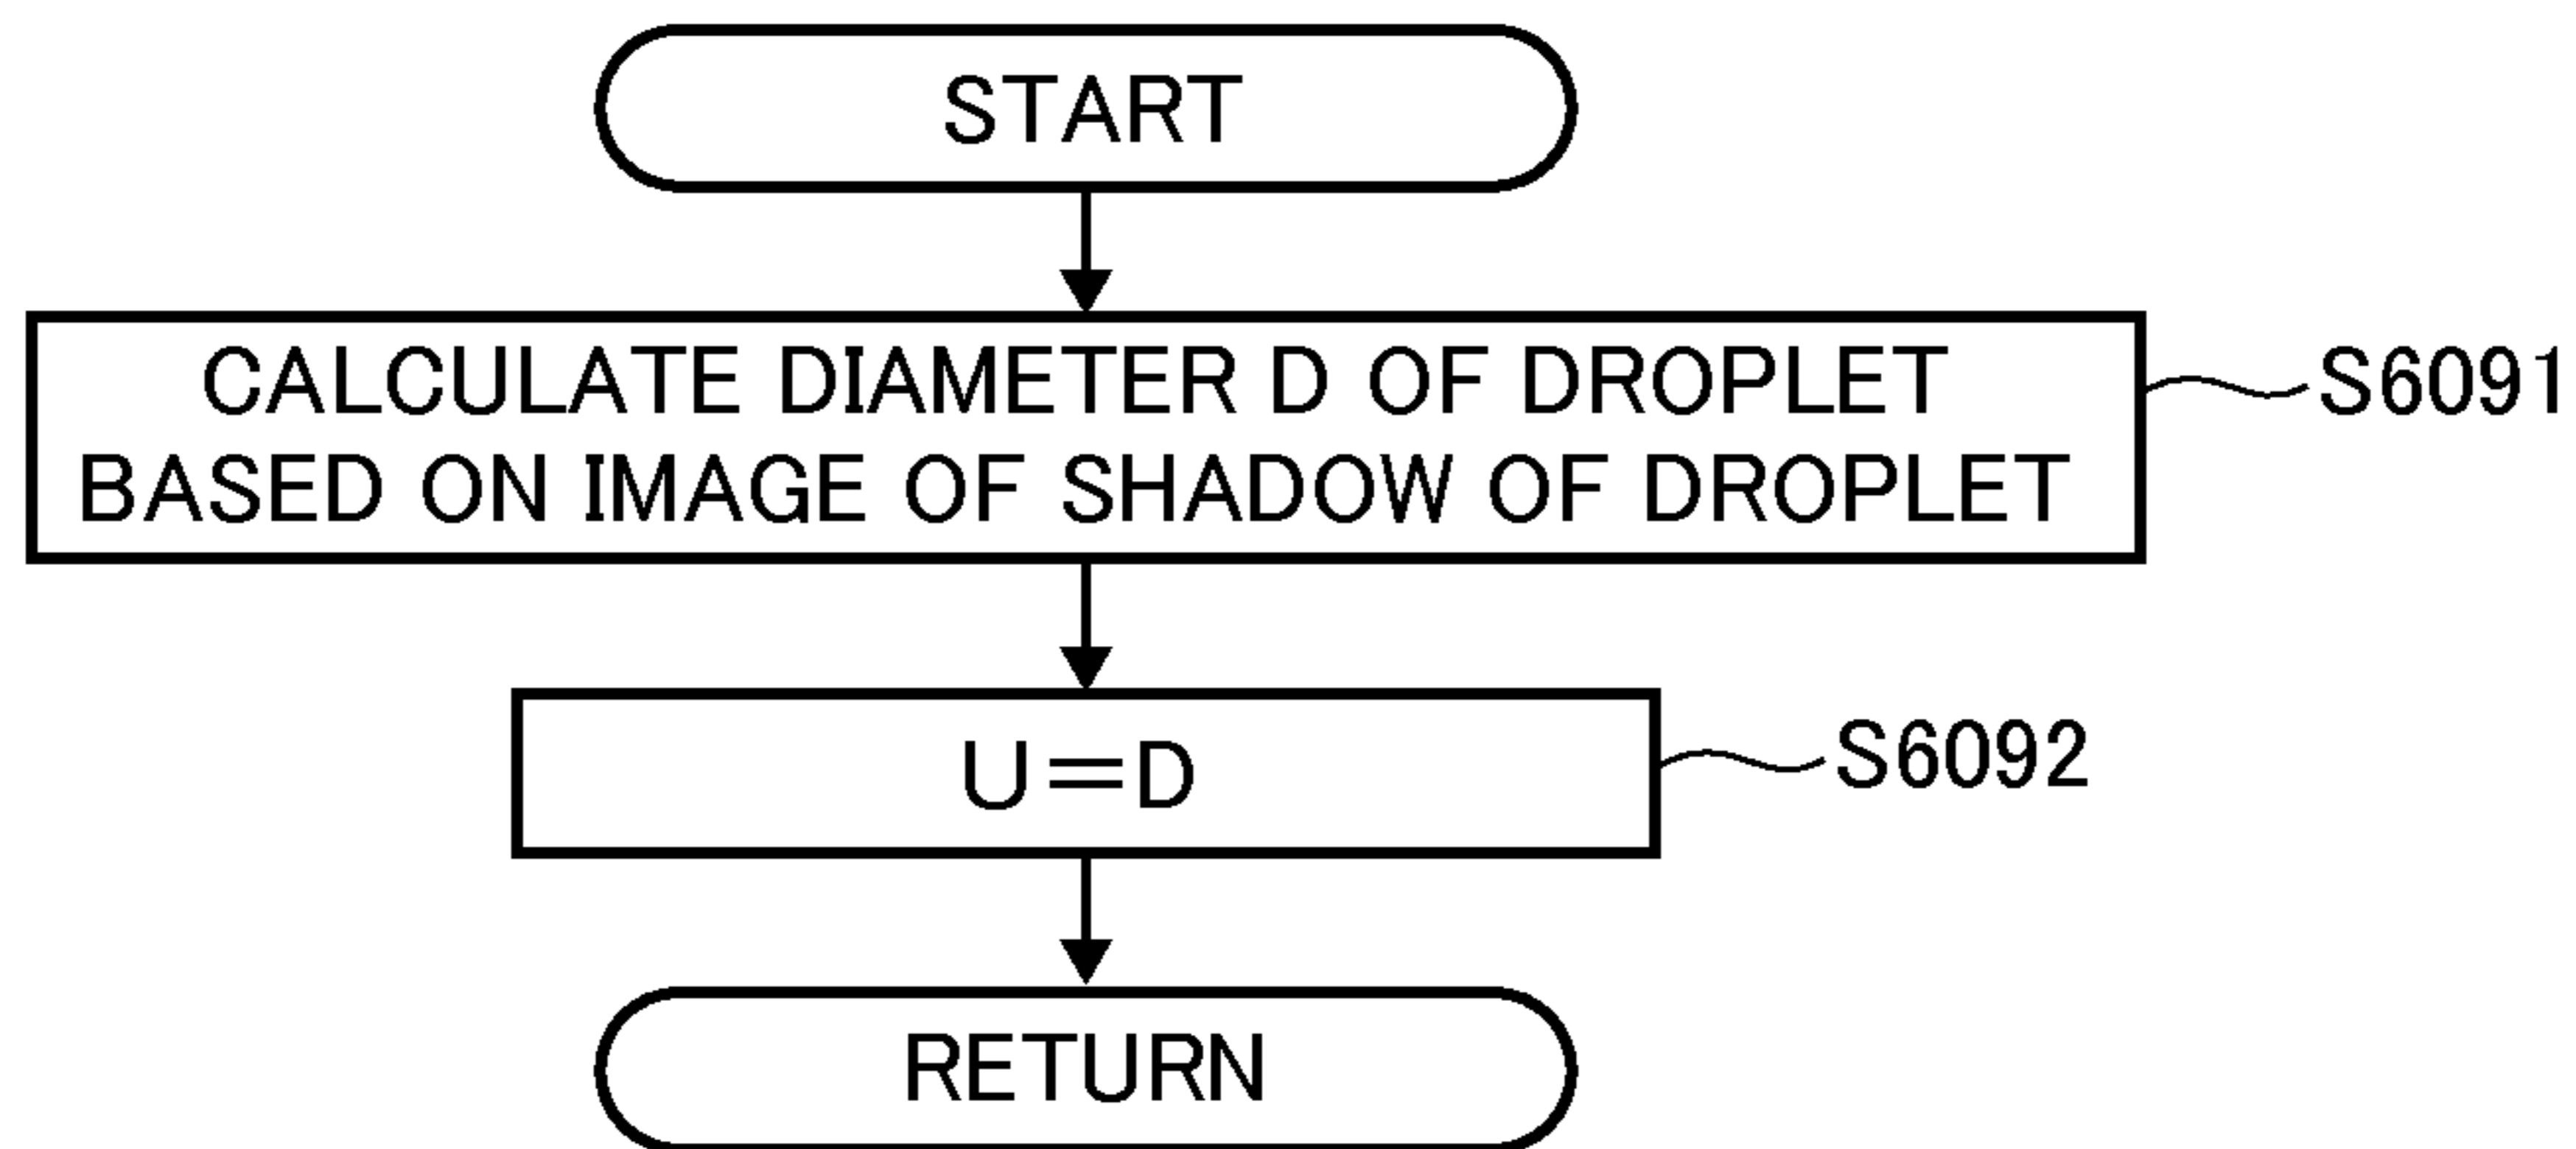 START
CALCULATE DIAMETER D OF DROPLET
BASED ON IMAGE OF SHADOW OF DROPLET
S6091
U=D
S6092
RETURN